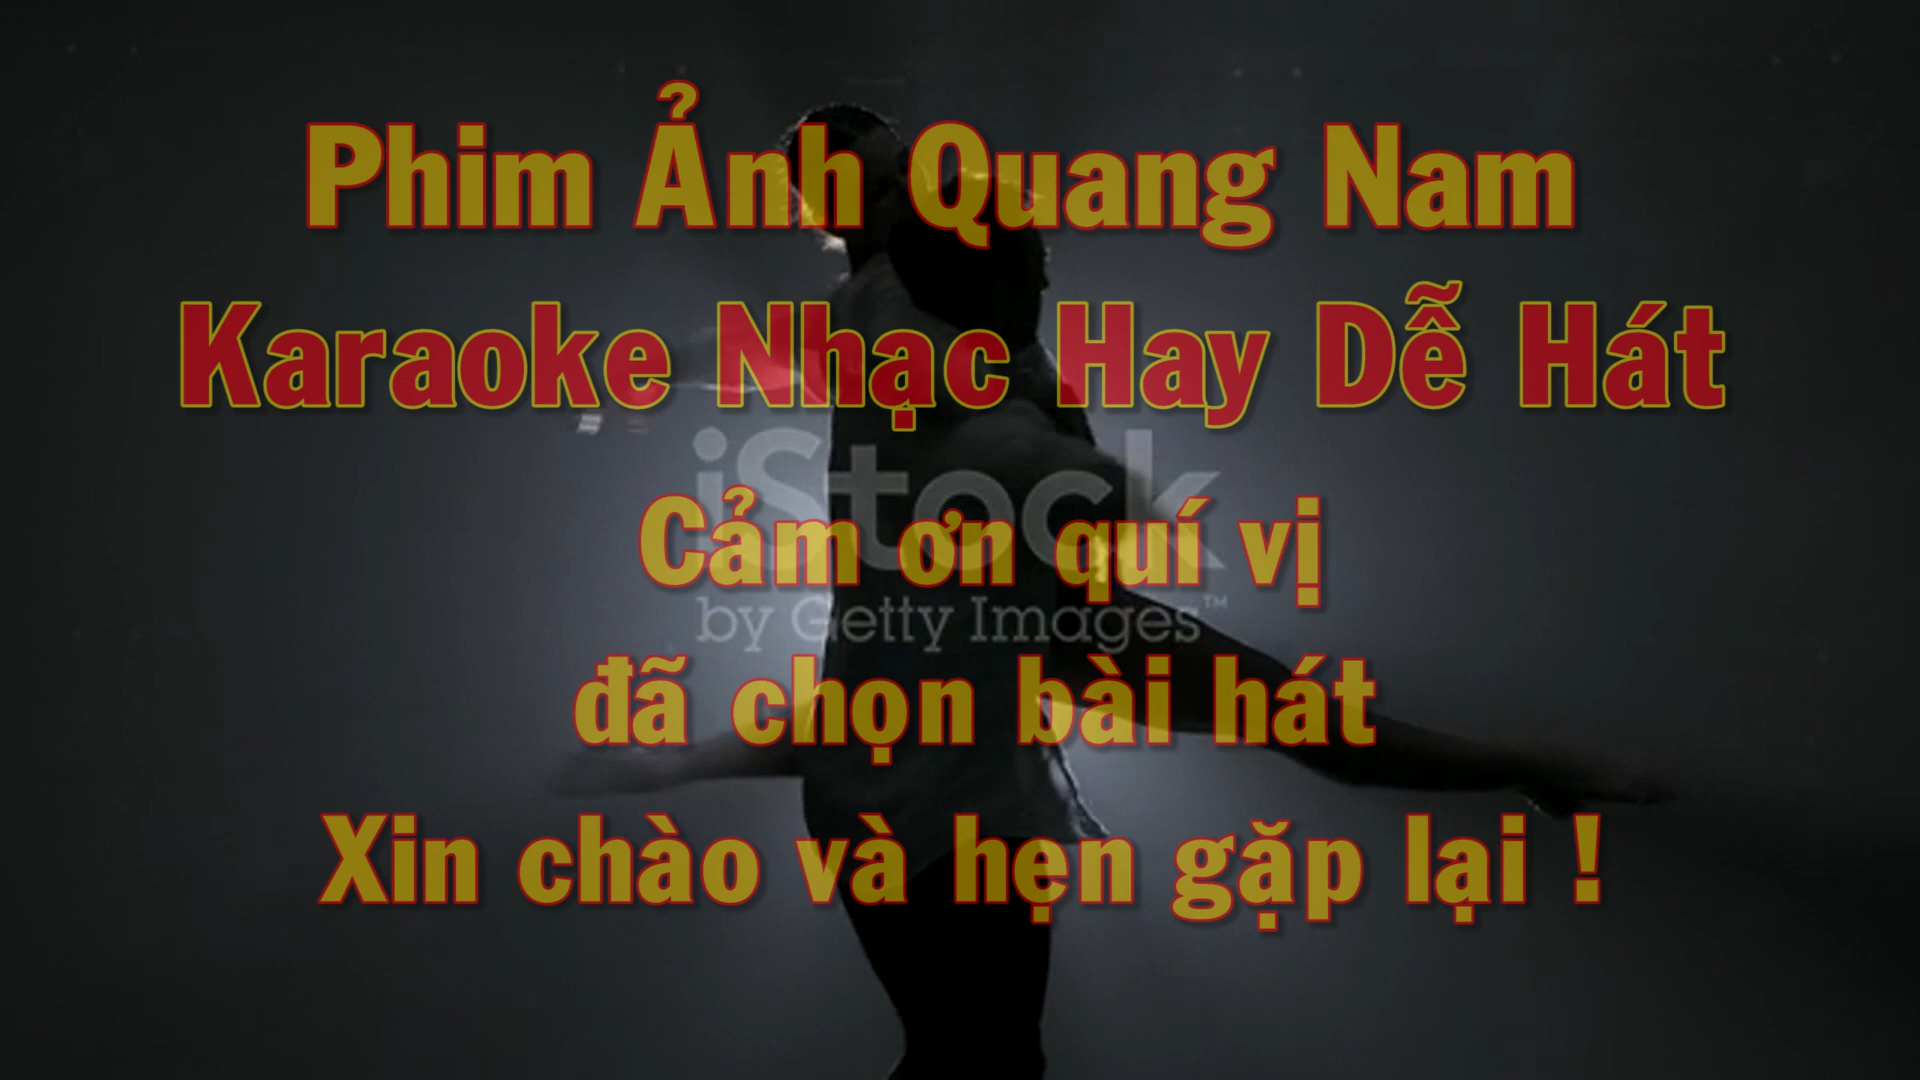 Phim Ảnh Quang Nam
Karaoke Nhạc Hay Dễ Hát
iStock
Cảm ơn quí vị
by Getty Images™
đã chọn bài hát
Xin chào và hẹn gặp lại !